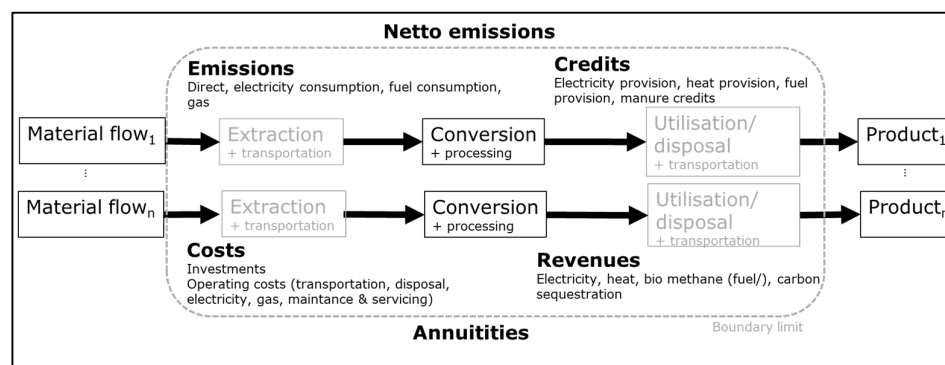 Netto emissions
Emissions
Direct, electricity consumption, fuel consumption,
gas
Credits
Electricity provision, heat provision, fuel
provision, manure credits
Material flow1
Extraction
+ transportation
Conversion
+ processing
Utilisation/
disposal
+ transportation
Product1
...
...
Material flown
Extraction
+ transportation
Conversion
+ processing
Utilisation/
disposal
+ transportation
Productn
Costs
Investments
Operating costs (transportation, disposal,
electricity, gas, maintance & servicing)
Revenues
Electricity, heat, bio methane (fuel/), carbon
sequestration
Annuitities
Boundary limit